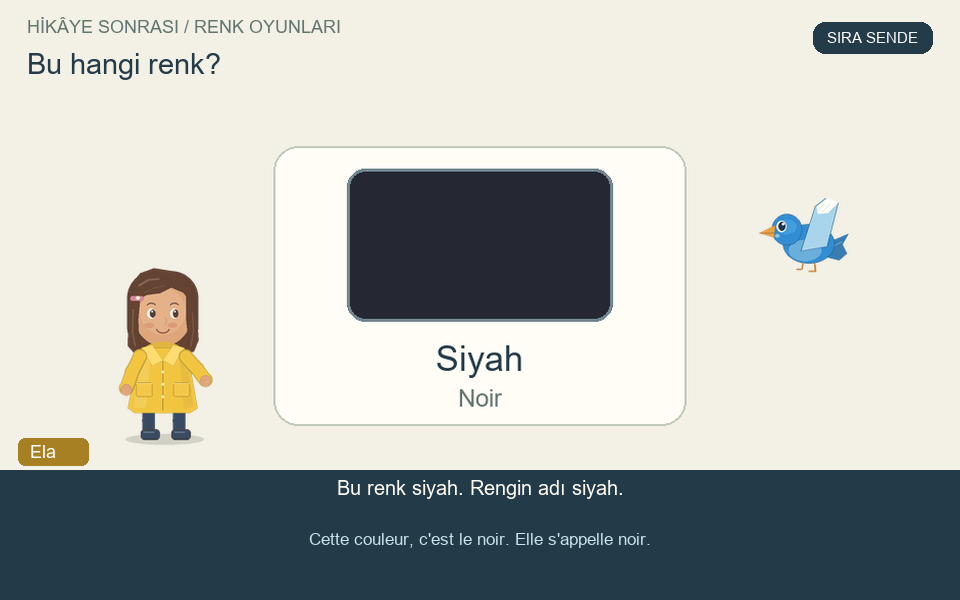 HİKÂYE SONRASI / RENK OYUNLARI
SIRA SENDE
Bu hangi renk?
Siyah
Noir
Ela
Bu renk siyah. Rengin adı siyah.
Cette couleur, c'est le noir. Elle s'appelle noir.